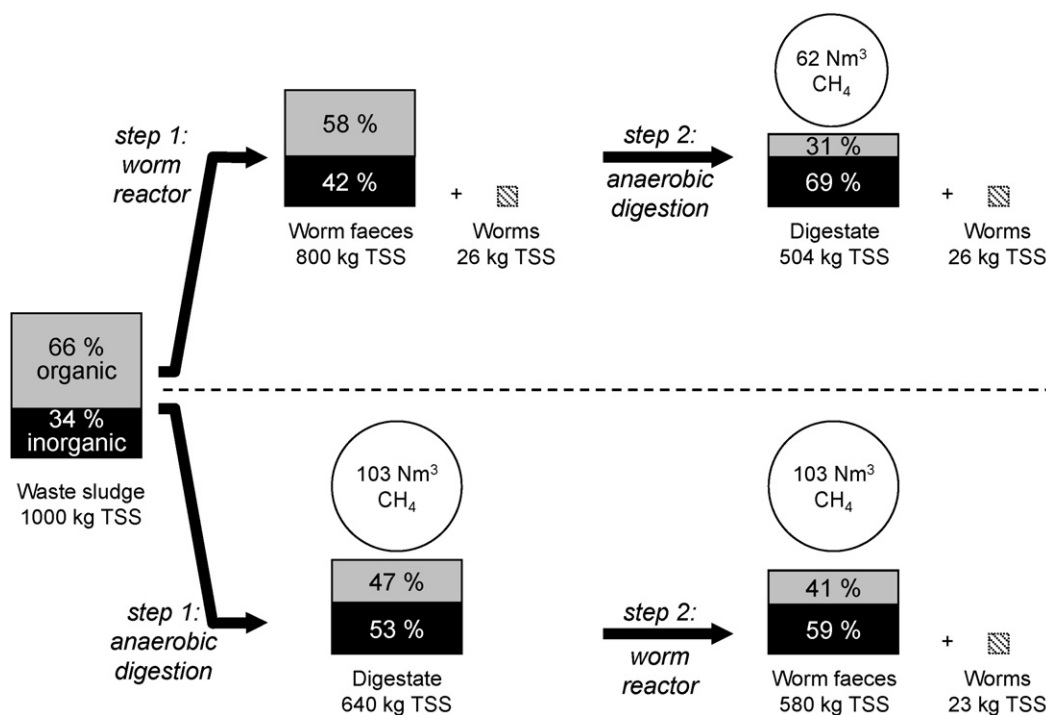 step 1:
worm
reactor
58 %
42 %
Worm faeces
800 kg TSS
+
Worms
26 kg TSS
step 2:
anaerobic
digestion
62 Nm³
CH₄
31 %
69 %
Digestate
504 kg TSS
+
Worms
26 kg TSS
66 %
organic
34 %
inorganic
Waste sludge
1000 kg TSS
step 1:
anaerobic
digestion
103 Nm³
CH₄
47 %
53 %
Digestate
640 kg TSS
step 2:
worm
reactor
103 Nm³
CH₄
41 %
59 %
Worm faeces
580 kg TSS
+
Worms
23 kg TSS